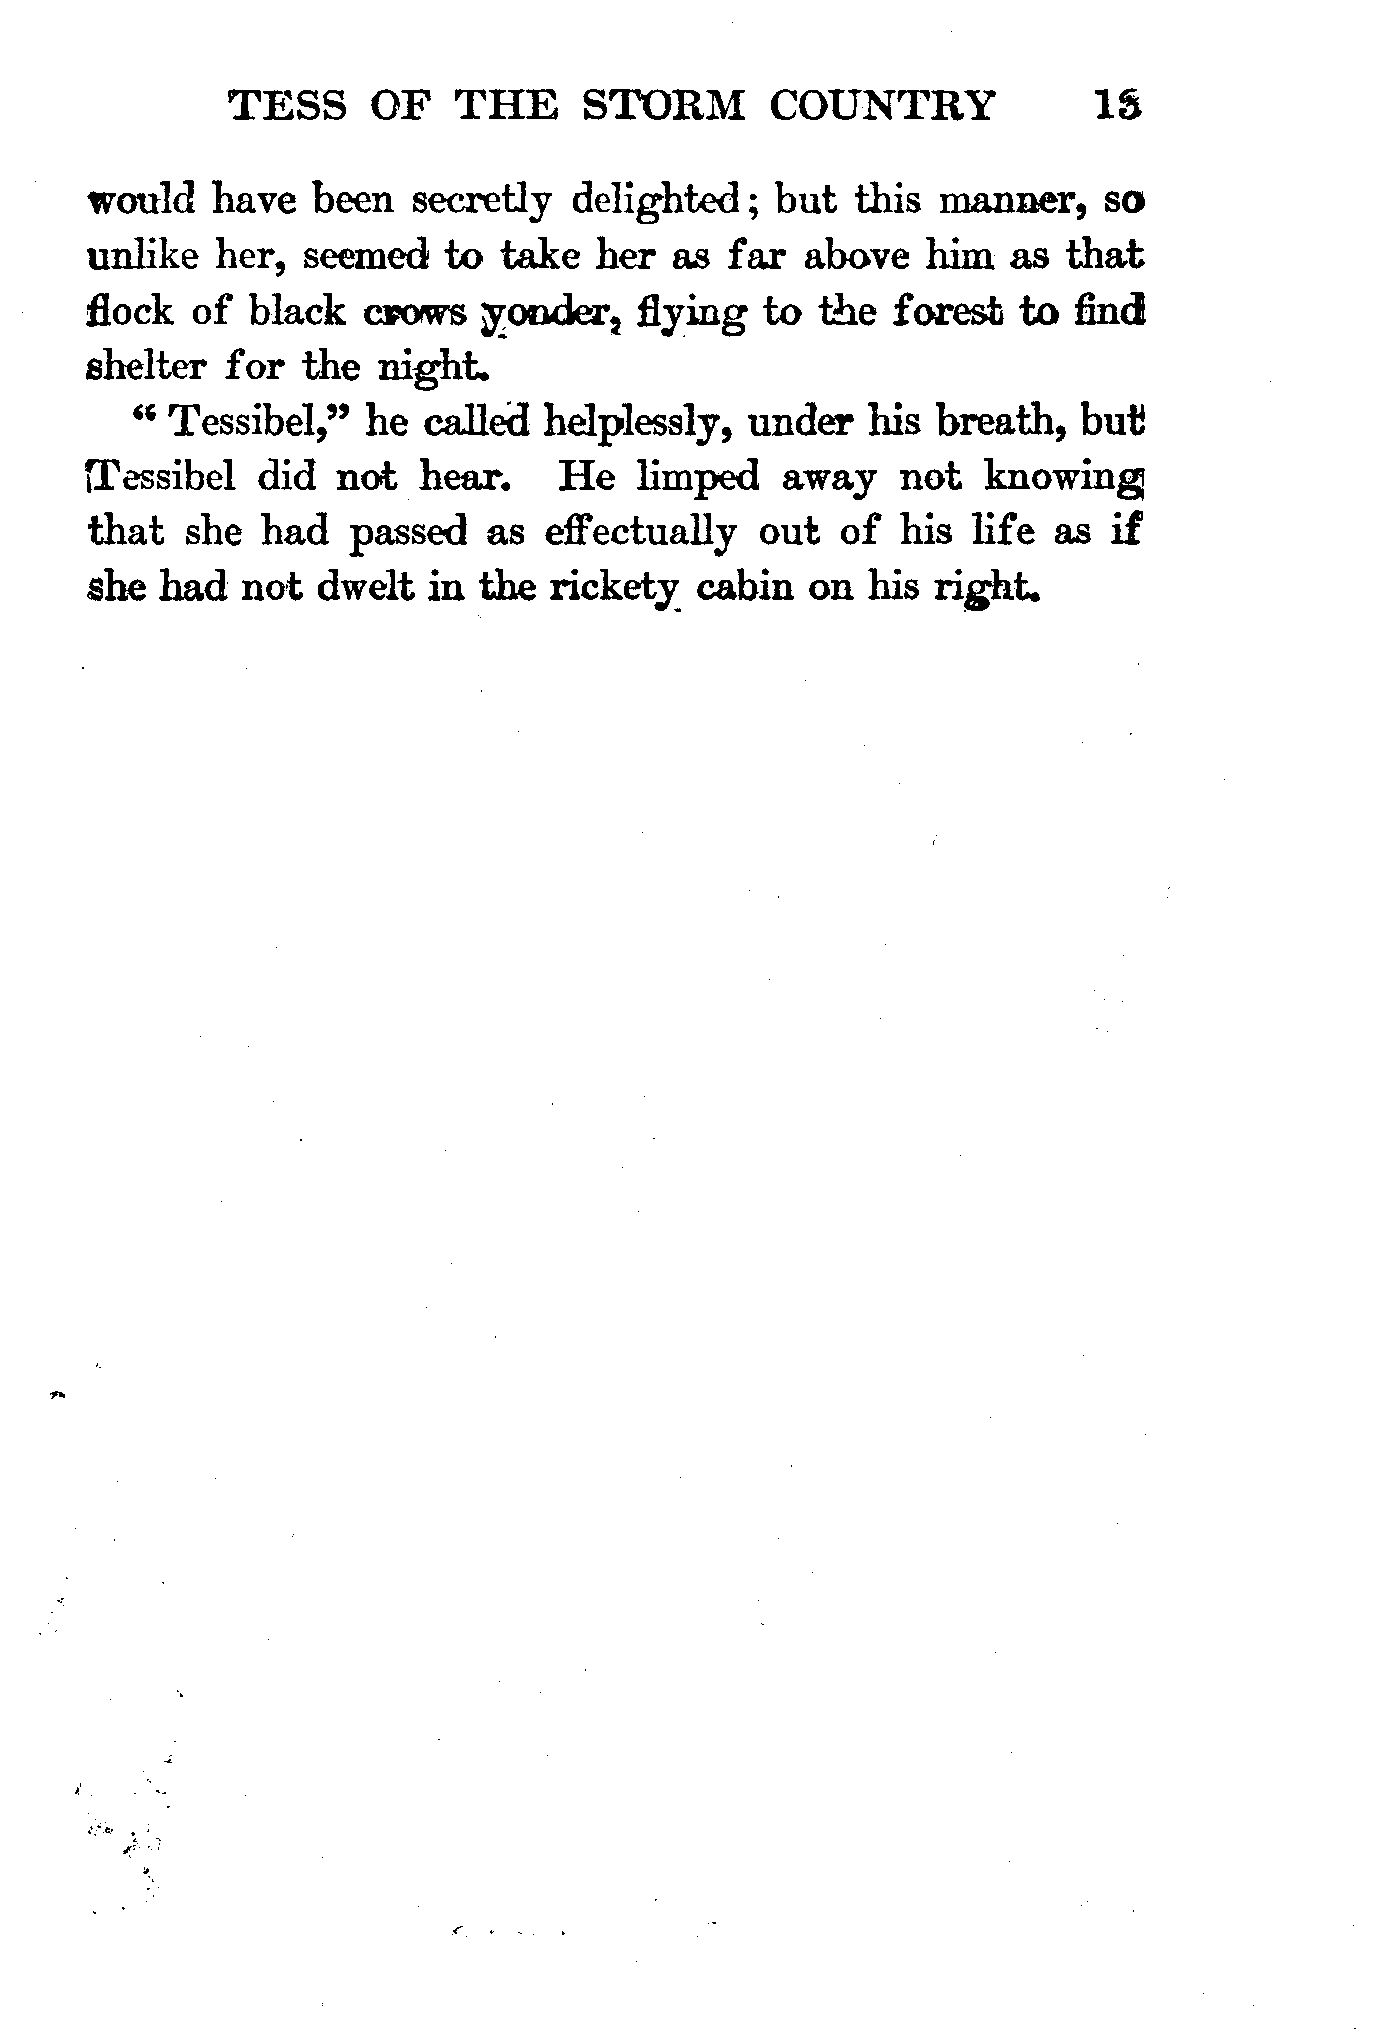 TESS OF THE STORM COUNTRY 13
would have been secretly delighted; but this manner, so
unlike her, seemed to take her as far above him as that
flock of black crows yonder, flying to the forest to find
shelter for the night.
“ Tessibel,” he called helplessly, under his breath, but
Tessibel did not hear. He limped away not knowing
that she had passed as effectually out of his life as if
she had not dwelt in the rickety cabin on his right.